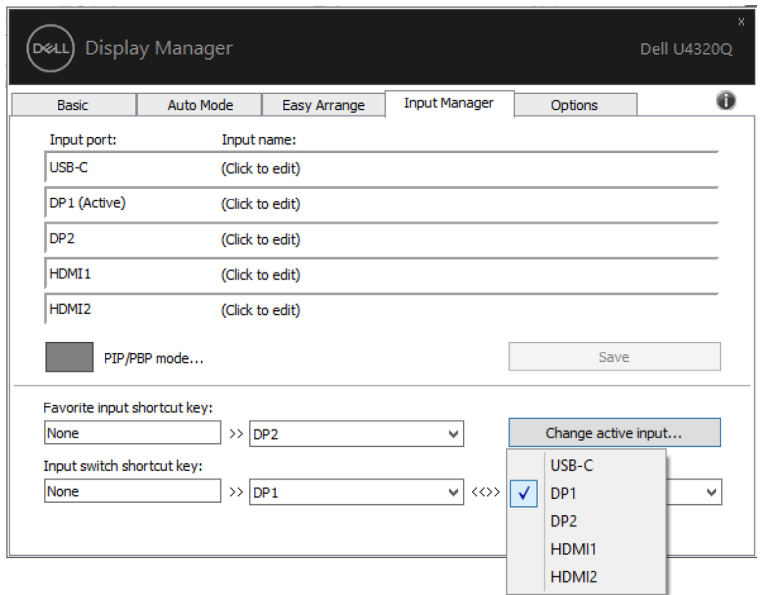 x
DELL Display Manager Dell U4320Q
Basic Auto Mode Easy Arrange Input Manager Options i
Input port: Input name:
USB-C (Click to edit)
DP1 (Active) (Click to edit)
DP2 (Click to edit)
HDMI1 (Click to edit)
HDMI2 (Click to edit)
PIP/PBP mode... Save
Favorite input shortcut key:
None >> DP2 Change active input...
Input switch shortcut key:
None >> DP1 <<>>
USB-C
DP1
DP2
HDMI1
HDMI2